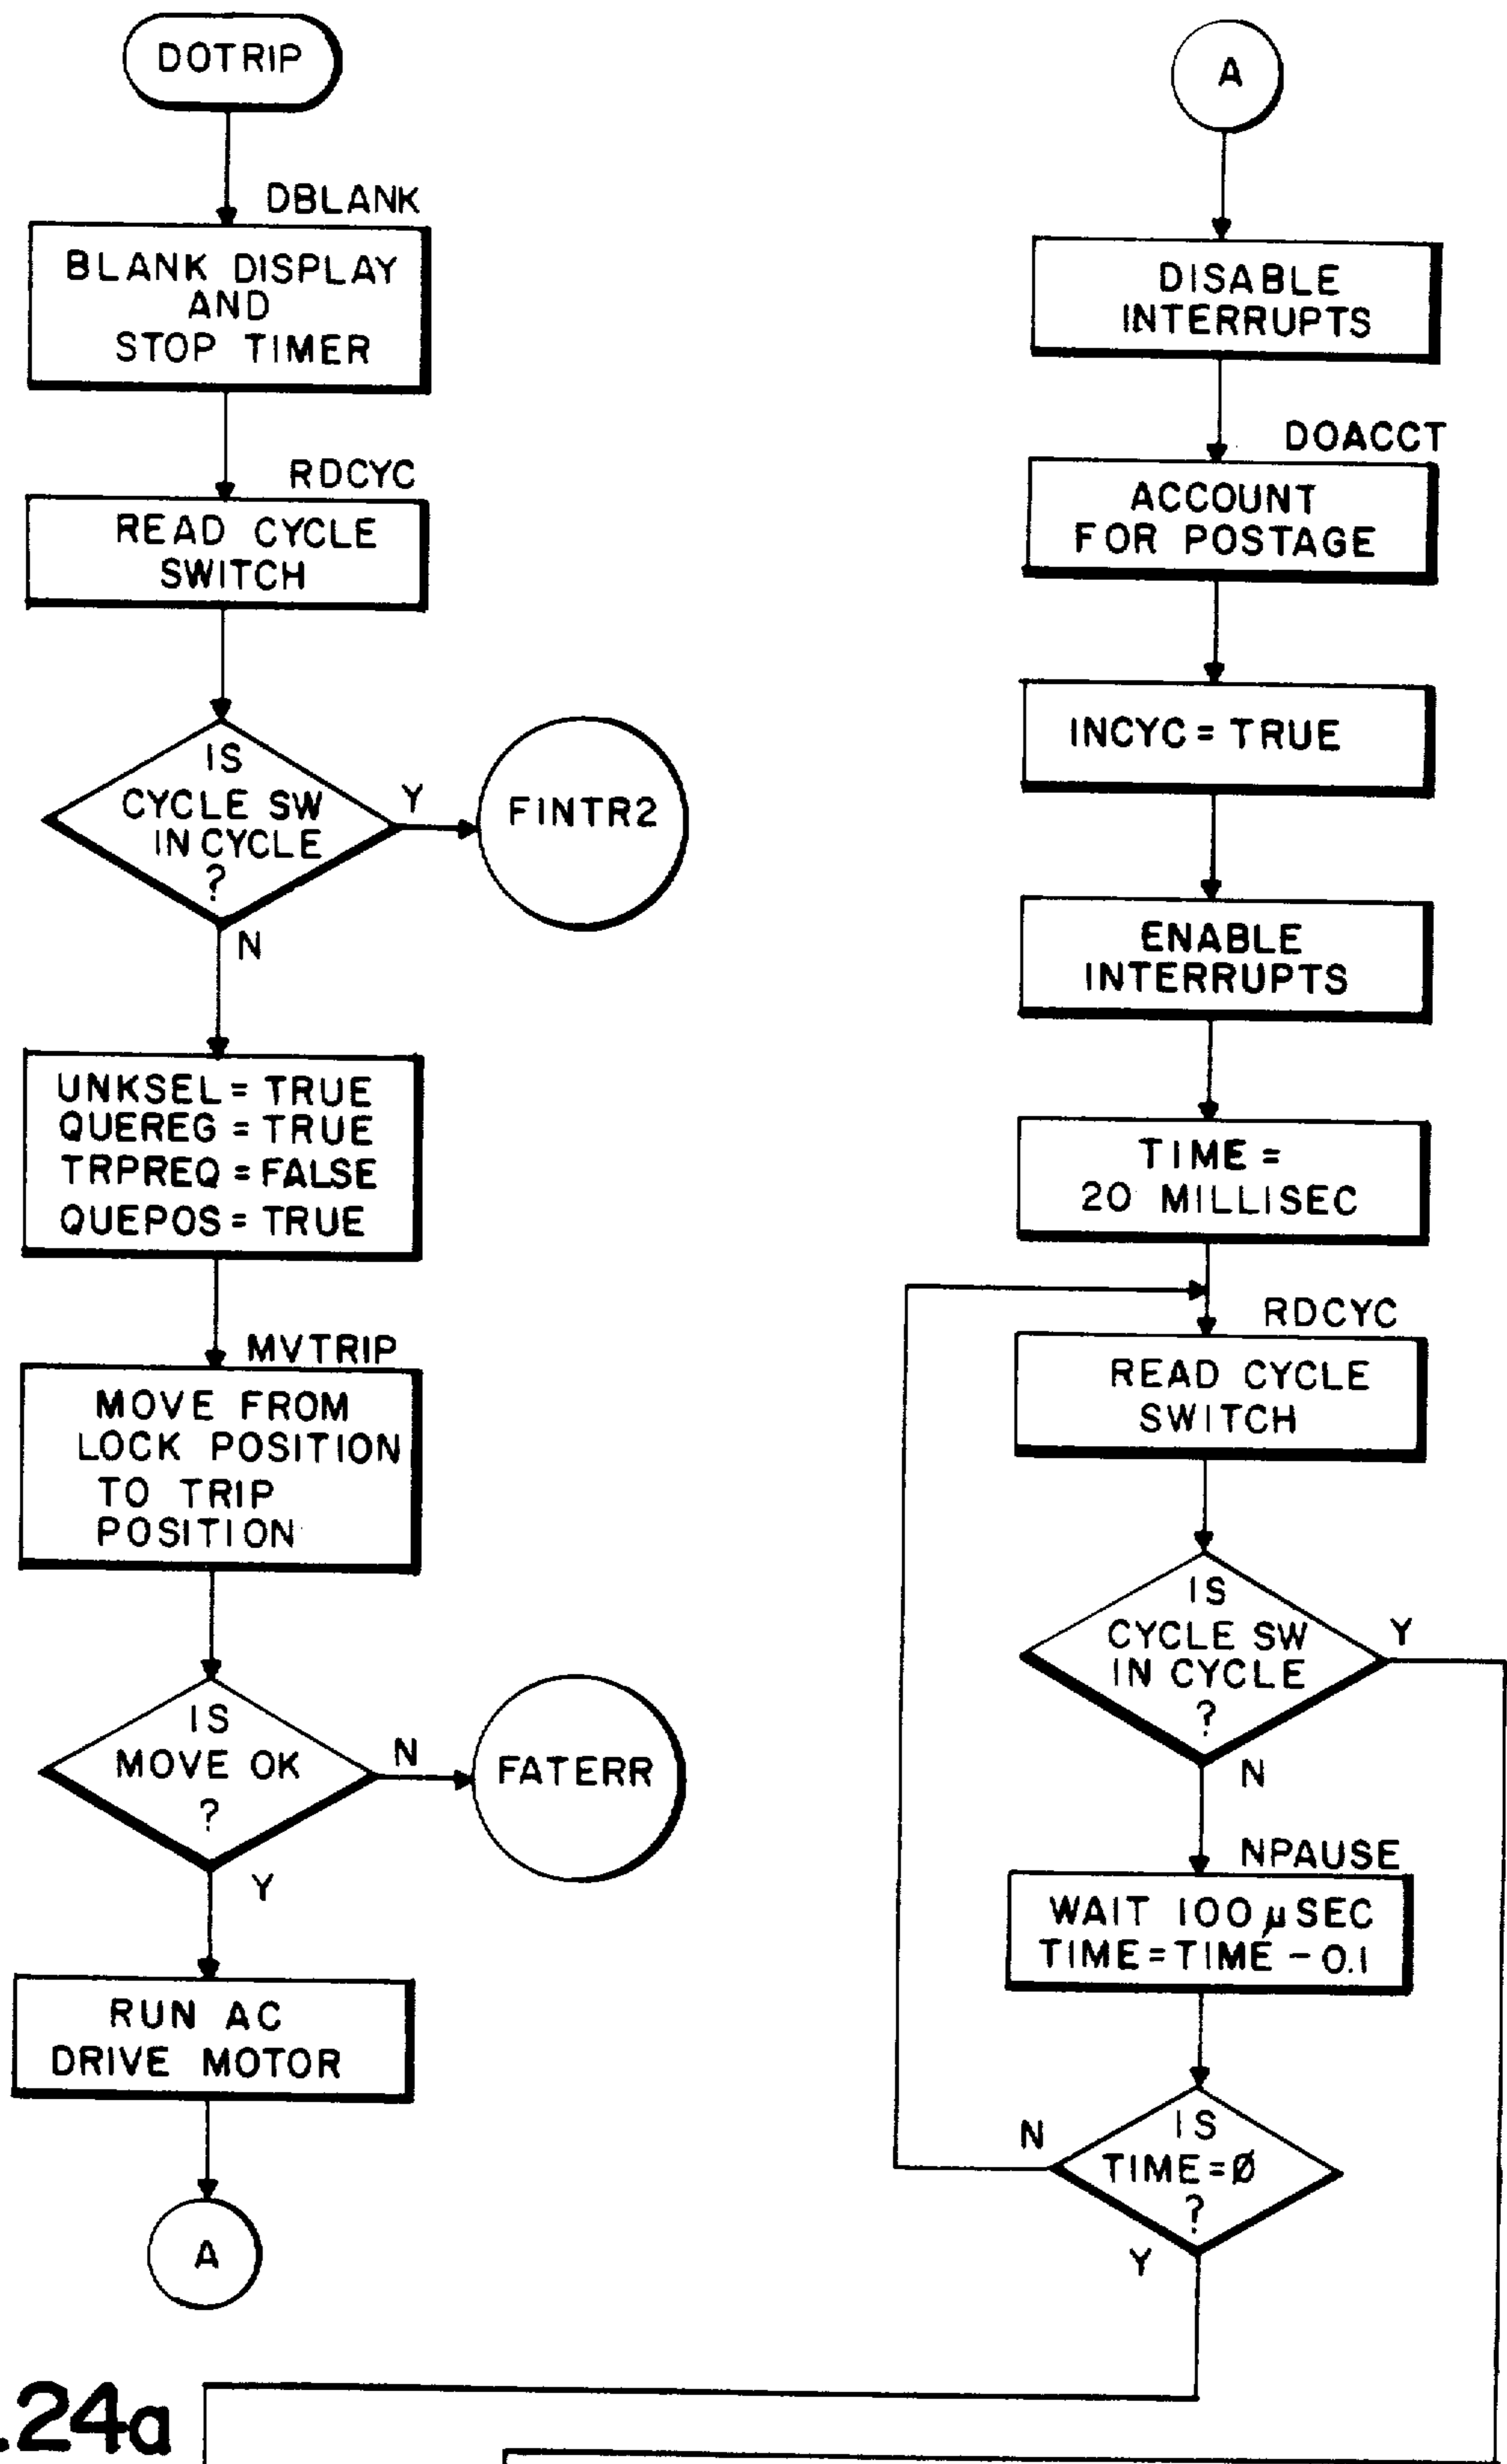 DOTRIP
DBLANK
BLANK DISPLAY
AND
STOP TIMER
RDCYC
READ CYCLE
SWITCH
IS
CYCLE SW
IN CYCLE
?
Y
FINTR2
N
UNKSEL = TRUE
QUEREG = TRUE
TRPREQ = FALSE
QUEPOS = TRUE
MVTRIP
MOVE FROM
LOCK POSITION
TO TRIP
POSITION
IS
MOVE OK
?
N
FATERR
Y
RUN AC
DRIVE MOTOR
A
A
DISABLE
INTERRUPTS
DOACCT
ACCOUNT
FOR POSTAGE
INCYC = TRUE
ENABLE
INTERRUPTS
TIME =
20 MILLISEC
RDCYC
READ CYCLE
SWITCH
IS
CYCLE SW
IN CYCLE
?
Y
N
NPAUSE
WAIT 100 µSEC
TIME = TIME - 0.1
IS
TIME = Ø
?
N
Y
.24a